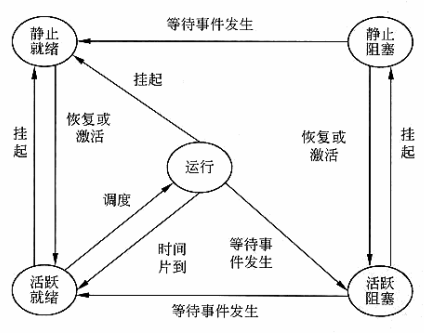 等待事件发生
静止
就绪
静止
阻塞
挂起
恢复或
激活
恢复或
激活
挂
起
挂
起
运行
调度
时间
片到
等待事
件发生
活跃
就绪
活跃
阻塞
等待事件发生